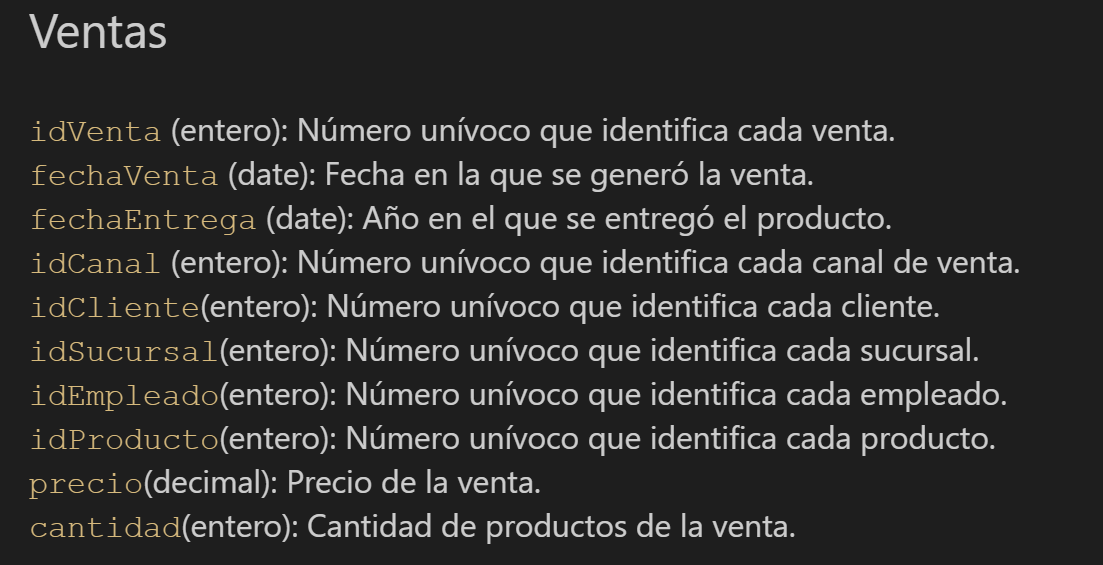 Ventas
idVenta (entero): Número unívoco que identifica cada venta.
fechaVenta (date): Fecha en la que se generó la venta.
fechaEntrega (date): Año en el que se entregó el producto.
idCanal (entero): Número unívoco que identifica cada canal de venta.
idCliente(entero): Número unívoco que identifica cada cliente.
idSucursal(entero): Número unívoco que identifica cada sucursal.
idEmpleado(entero): Número unívoco que identifica cada empleado.
idProducto(entero): Número unívoco que identifica cada producto.
precio(decimal): Precio de la venta.
cantidad(entero): Cantidad de productos de la venta.